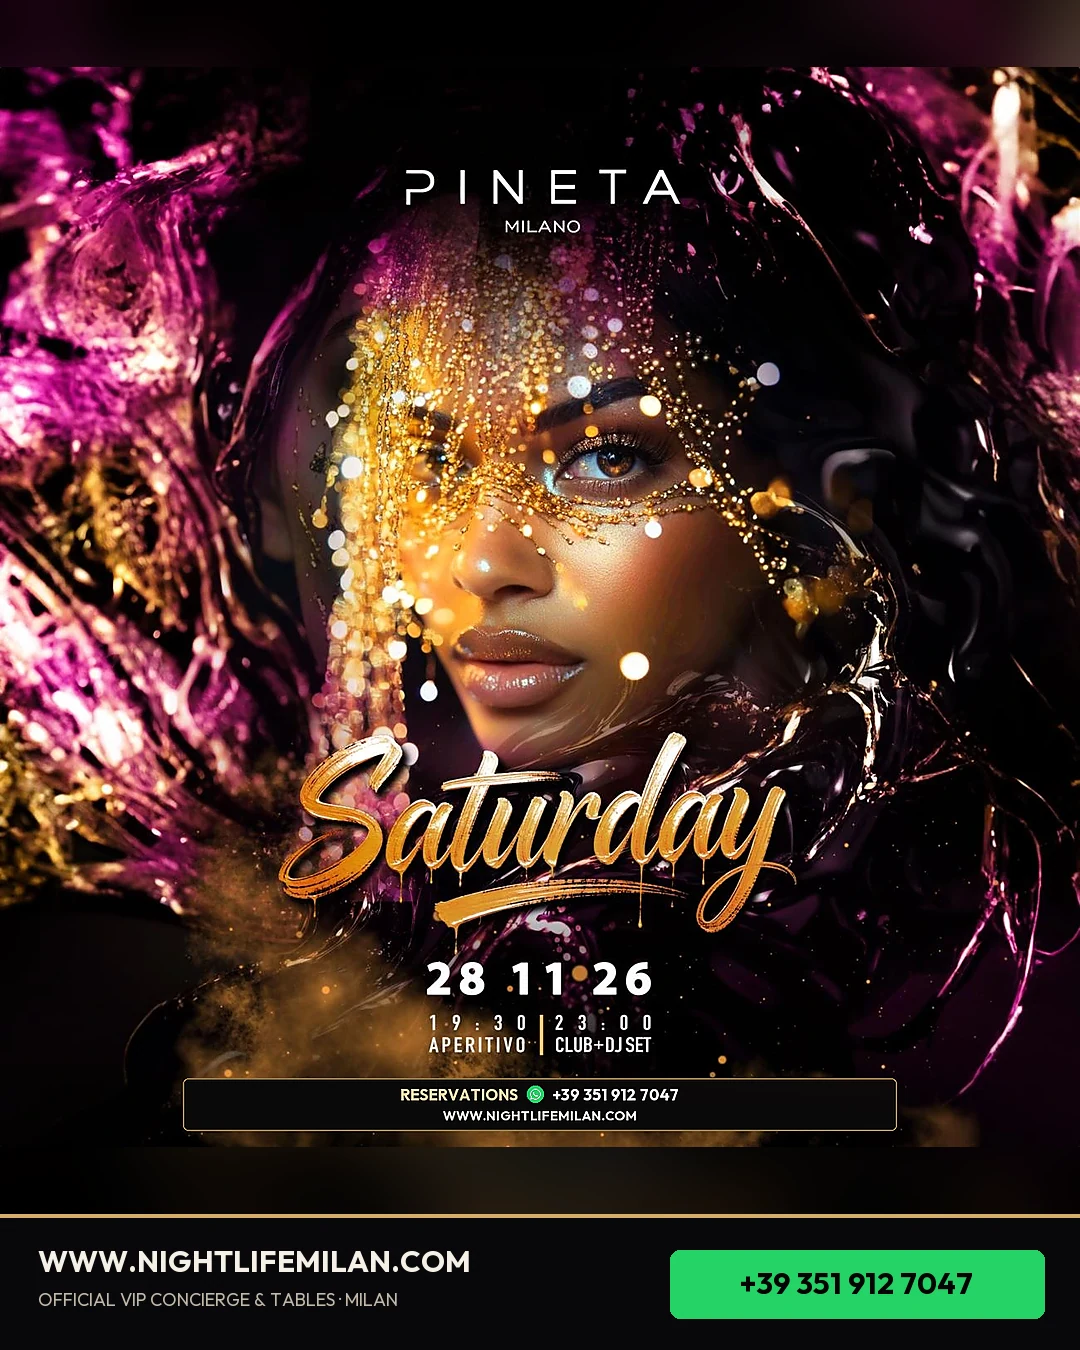 PINETA
MILANO
Saturday
28 11 26
19:30 | 23:00
APERITIVO | CLUB+DJ SET
RESERVATIONS +39 351 912 7047
WWW.NIGHTLIFEMILAN.COM
WWW.NIGHTLIFEMILAN.COM
OFFICIAL VIP CONCIERGE & TABLES · MILAN
+39 351 912 7047